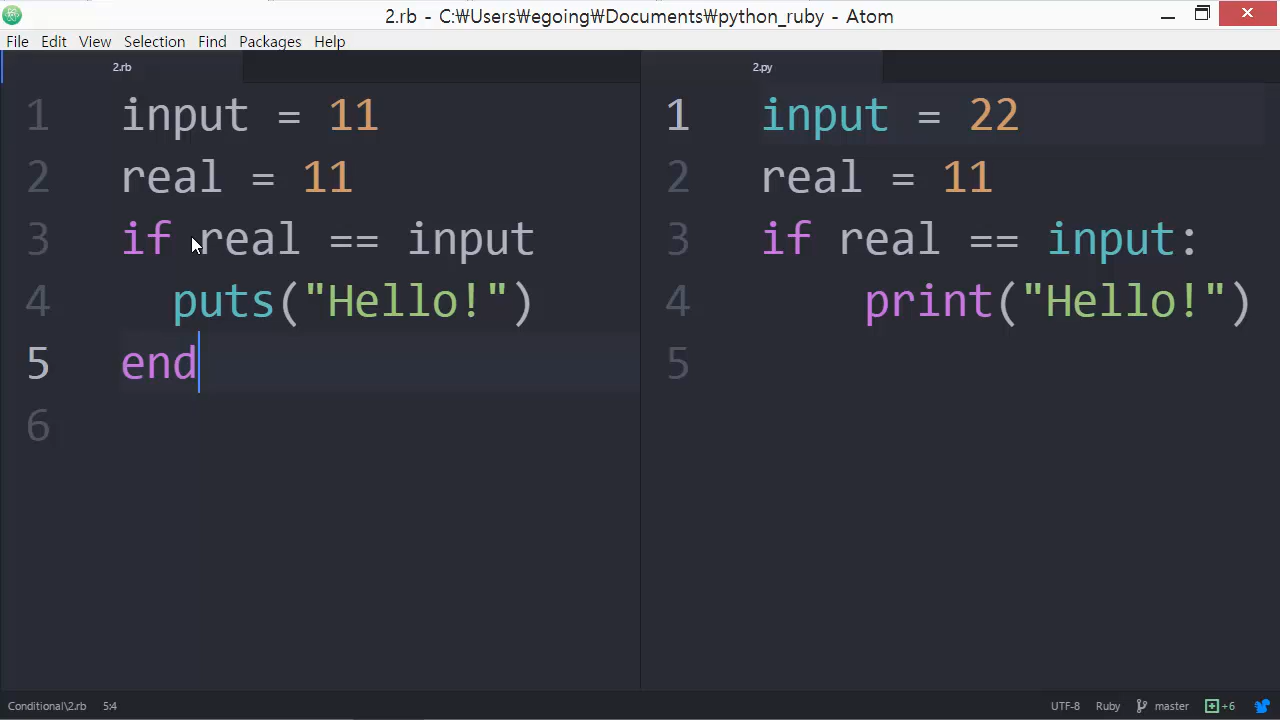 2.rb - C:₩Users₩egoing₩Documents₩python_ruby - Atom
File Edit View Selection Find Packages Help
2.rb
1 input = 11
2 real = 11
3 if real == input
4 puts("Hello!")
5 end
6
2.py
1 input = 22
2 real = 11
3 if real == input:
4 print("Hello!")
5
Conditional\2.rb 5:4 UTF-8 Ruby master +6